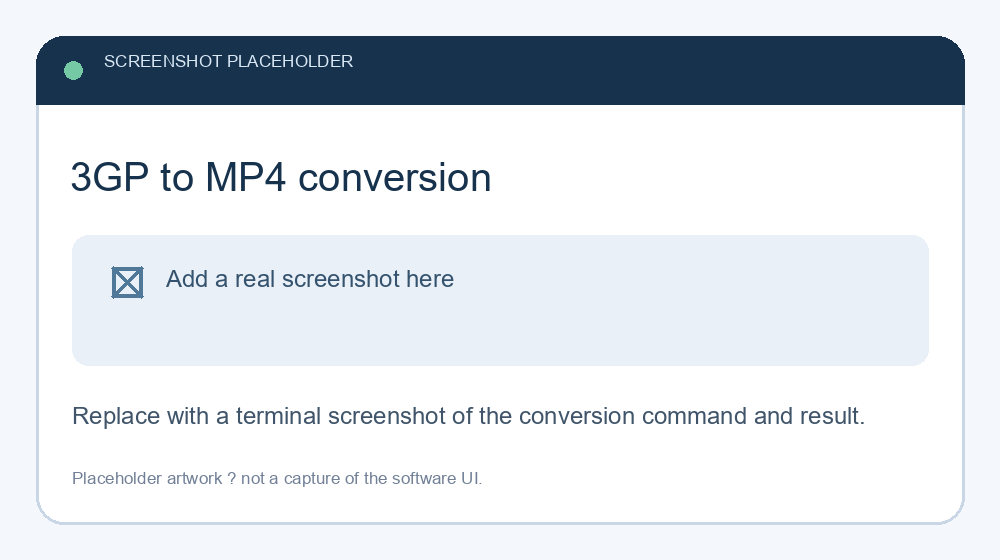 SCREENSHOT PLACEHOLDER
3GP to MP4 conversion
Add a real screenshot here
Replace with a terminal screenshot of the conversion command and result.
Placeholder artwork ? not a capture of the software UI.